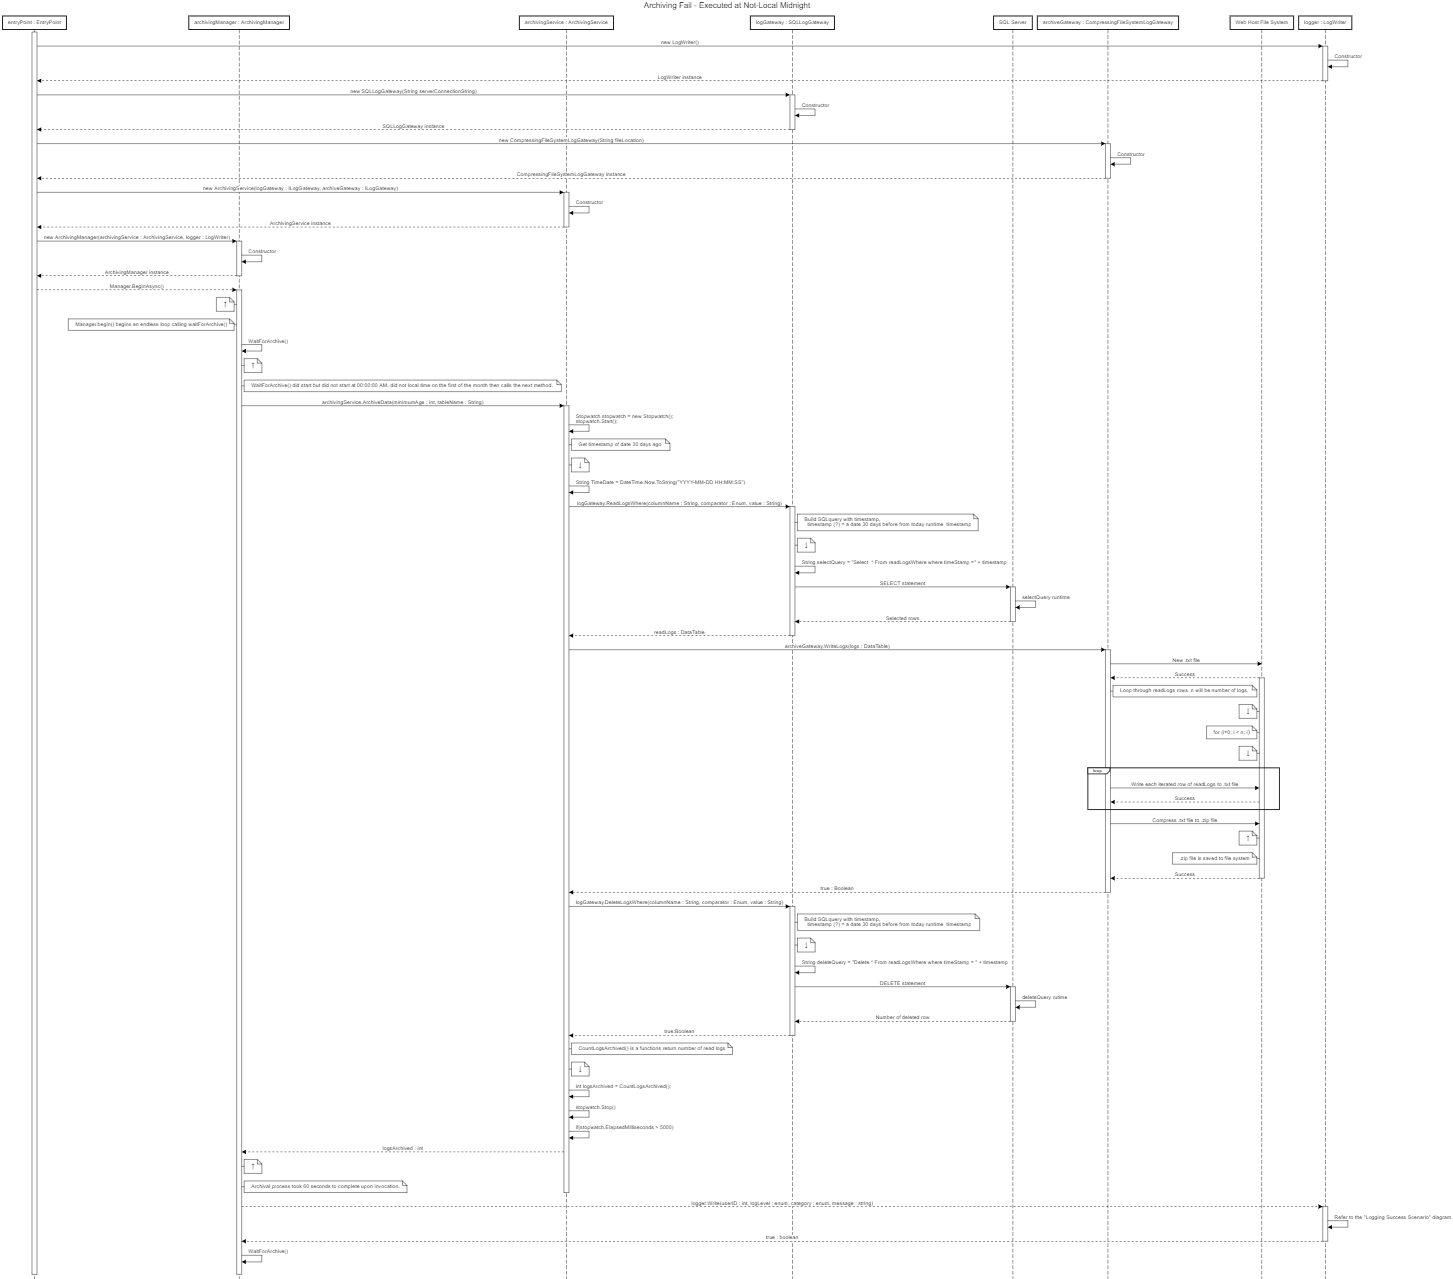 Archiving Fail - Executed at Not-Local Midnight
entryPoint : EntryPoint
archivingManager : ArchivingManager
archivingService : ArchivingService
logGateway : SQLLogGateway
SQL Server
archiveGateway : CompressingFileSystemLogGateway
Web Host File System
logger : LogWriter
new LogWriter()
Constructor
LogWriter instance
new SQLLogGateway(String serverConnectionString)
Constructor
SQLLogGateway instance
new CompressingFileSystemLogGateway(String fileLocation)
Constructor
CompressingFileSystemLogGateway instance
new ArchivingService(logGateway : ILogGateway, archiveGateway : ILogGateway)
Constructor
ArchivingService instance
new ArchivingManager(archivingService : ArchivingService, logger : LogWriter)
Constructor
ArchivingManager instance
Manager.BeginAsync()
↑
Manager.begin() begins an endless loop calling waitForArchive()
WaitForArchive()
↑
WaitForArchive() did start but did not start at 00:00:00 AM, did not local time on the first of the month then calls the next method.
archivingService.ArchiveData(minimumAge : int, tableName : String)
Stopwatch stopwatch = new Stopwatch();
stopwatch.Start();
Get timestamp of date 30 days ago
↓
String TimeDate = DateTime.Now.ToString("YYYY-MM-DD HH:MM:SS")
logGateway.ReadLogsWhere(columnName : String, comparator : Enum, value : String)
Build SQLquery with timestamp,
timestamp (?) = a date 30 days before from today runtime timestamp
↓
String selectQuery = "Select * From readLogsWhere where timeStamp =" + timestamp
SELECT statement
selectQuery runtime
Selected rows
readLogs : DataTable
archiveGateway.WriteLogs(logs : DataTable)
New .txt file
Success
Loop through readLogs rows. n will be number of logs.
↓
for (i=0; i < n; i)
↓
loop
Write each iterated row of readLogs to .txt file
Success
Compress .txt file to .zip file
↑
.zip file is saved to file system
Success
true : Boolean
logGateway.DeleteLogsWhere(columnName : String, comparator : Enum, value : String)
Build SQLquery with timestamp,
timestamp (?) = a date 30 days before from today runtime timestamp
↓
String deleteQuery = "Delete * From readLogsWhere where timeStamp = " + timestamp
DELETE statement
deleteQuery rutime
Number of deleted row
true:Boolean
CountLogsArchived() is a functions return number of read logs
↓
int logsArchived = CountLogsArchived();
stopwatch.Stop()
if(stopwatch.ElapsedMilliseconds > 5000)
logsArchived : int
↑
Archival process took 60 seconds to complete upon invocation.
logger.Write(userID : int, logLevel : enum, category : enum, message : string)
Refer to the "Logging Success Scenario" diagram
true : boolean
WaitForArchive()